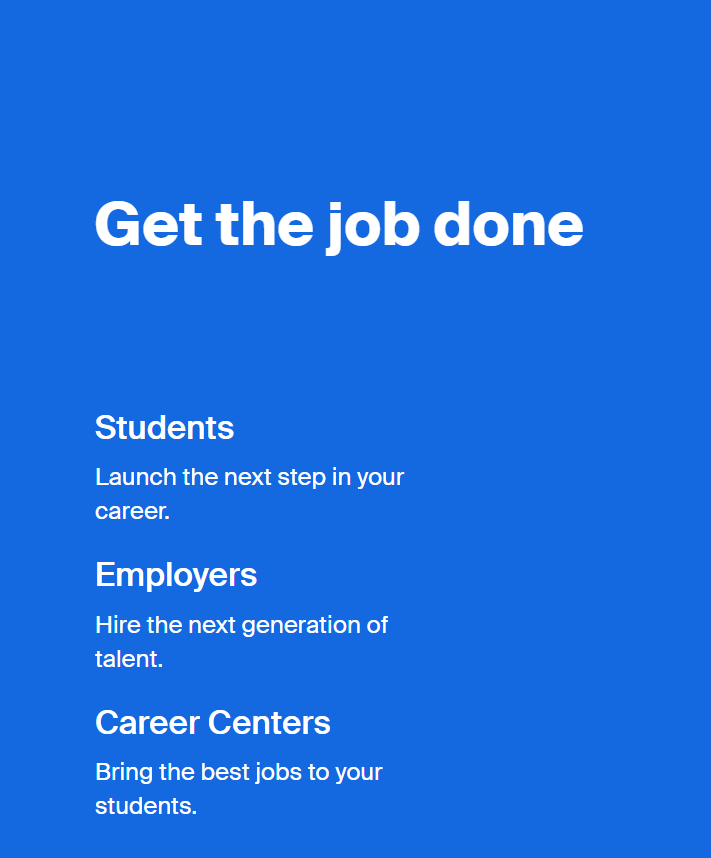 Get the job done
Students
Launch the next step in your
career.
Employers
Hire the next generation of
talent.
Career Centers
Bring the best jobs to your
students.